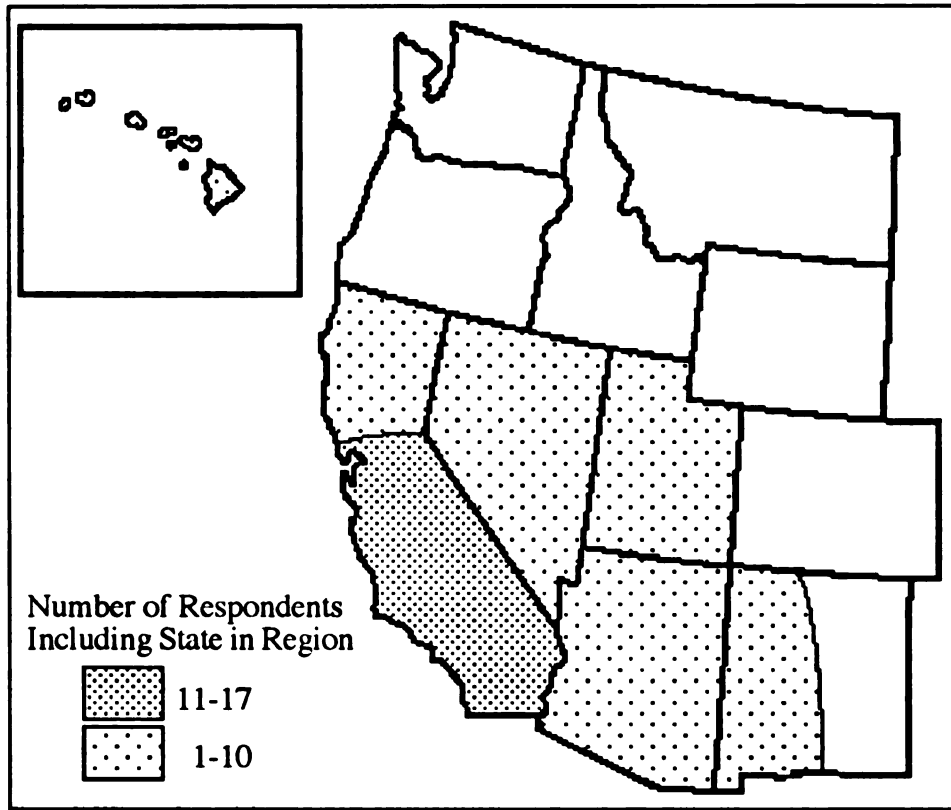 Number of Respondents
Including State in Region
11-17
1-10